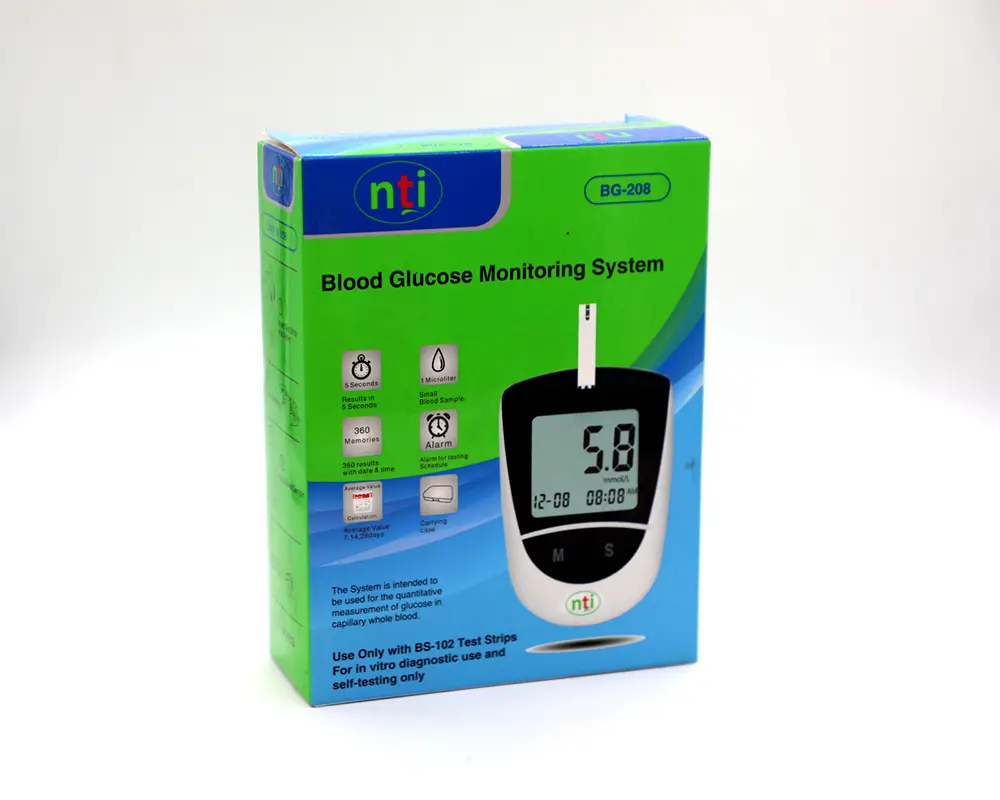 nti
nti
nti
BG-208
Blood Glucose Monitoring System
5 Seconds
Results in
5 Seconds
1 Microliter
Small
Blood Sample
360
Memories
360 results
with date & time
Alarm
Alarm for testing
Schedule
Average Value
Calculation
Average Value
7,14,28days
Carrying
case
5.8
mmol/L
12-08 08:08 AM
M S
nti
The System is intended to
be used for the quantitative
measurement of glucose in
capillary whole blood.
Use Only with BS-102 Test Strips
For in vitro diagnostic use and
self-testing only